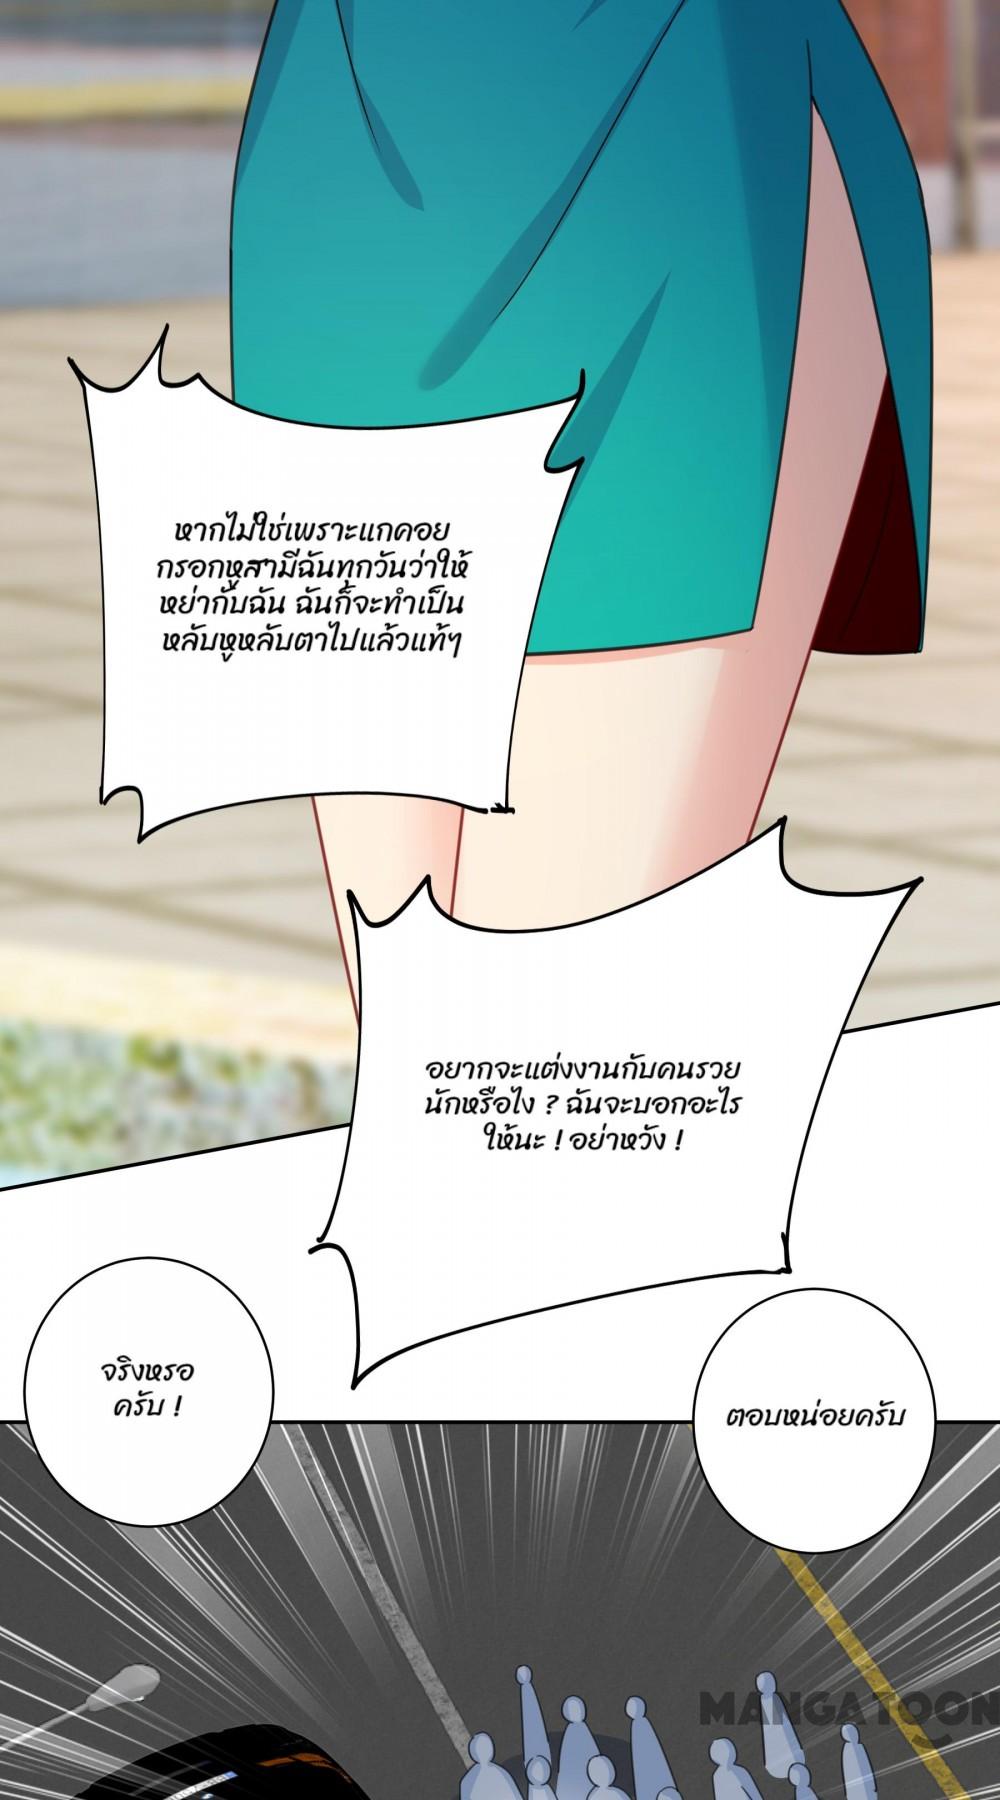 หากไม่ใช่เพราะแกคอย
กรอกหูสามีฉันทุกวันว่าให้
หย่ากับฉัน ฉันก็จะทำเป็น
หลับหูหลับตาไปแล้วแท้ๆ
อยากจะแต่งงานกับคนรวย
นักหรือไง ? ฉันจะบอกอะไร
ให้นะ ! อย่าหวัง !
จริงหรอ
ครับ !
ตอบหน่อยครับ
MANGATOON